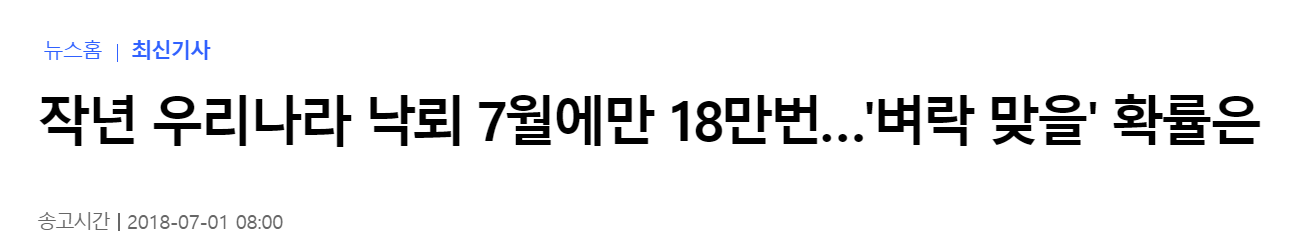 뉴스홈 | 최신기사
작년 우리나라 낙뢰 7월에만 18만번…'벼락 맞을' 확률은
송고시간 | 2018-07-01 08:00